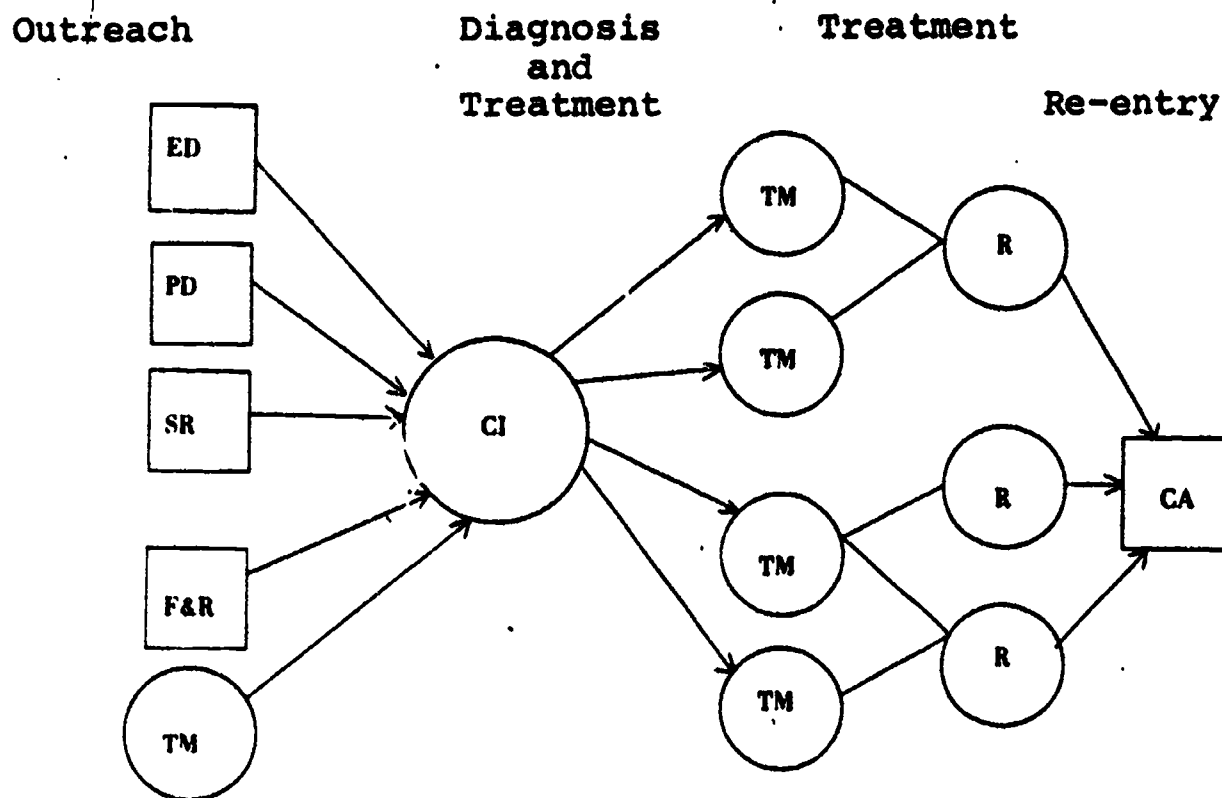 Outreach
Diagnosis
and
Treatment
Treatment
Re-entry
ED
PD
SR
F&R
TM
CI
TM
TM
TM
TM
R
R
R
CA